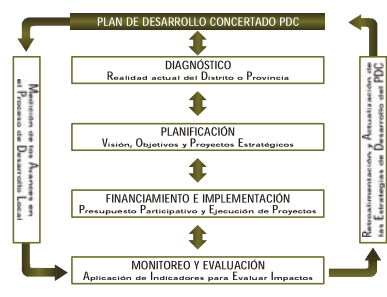 PLAN DE DESARROLLO CONCERTADO PDC
DIAGNÓSTICO
Realidad actual del Distrito o Provincia
PLANIFICACIÓN
Visión, Objetivos y Proyectos Estratégicos
FINANCIAMIENTO E IMPLEMENTACIÓN
Presupuesto Participativo y Ejecución de Proyectos
MONITOREO Y EVALUACIÓN
Aplicación de Indicadores para Evaluar Impactos
Medición de los Avances en
el Proceso de Desarrollo Local
Retroalimentación y Actualización de
las Estrategias de Desarrollo del PDC